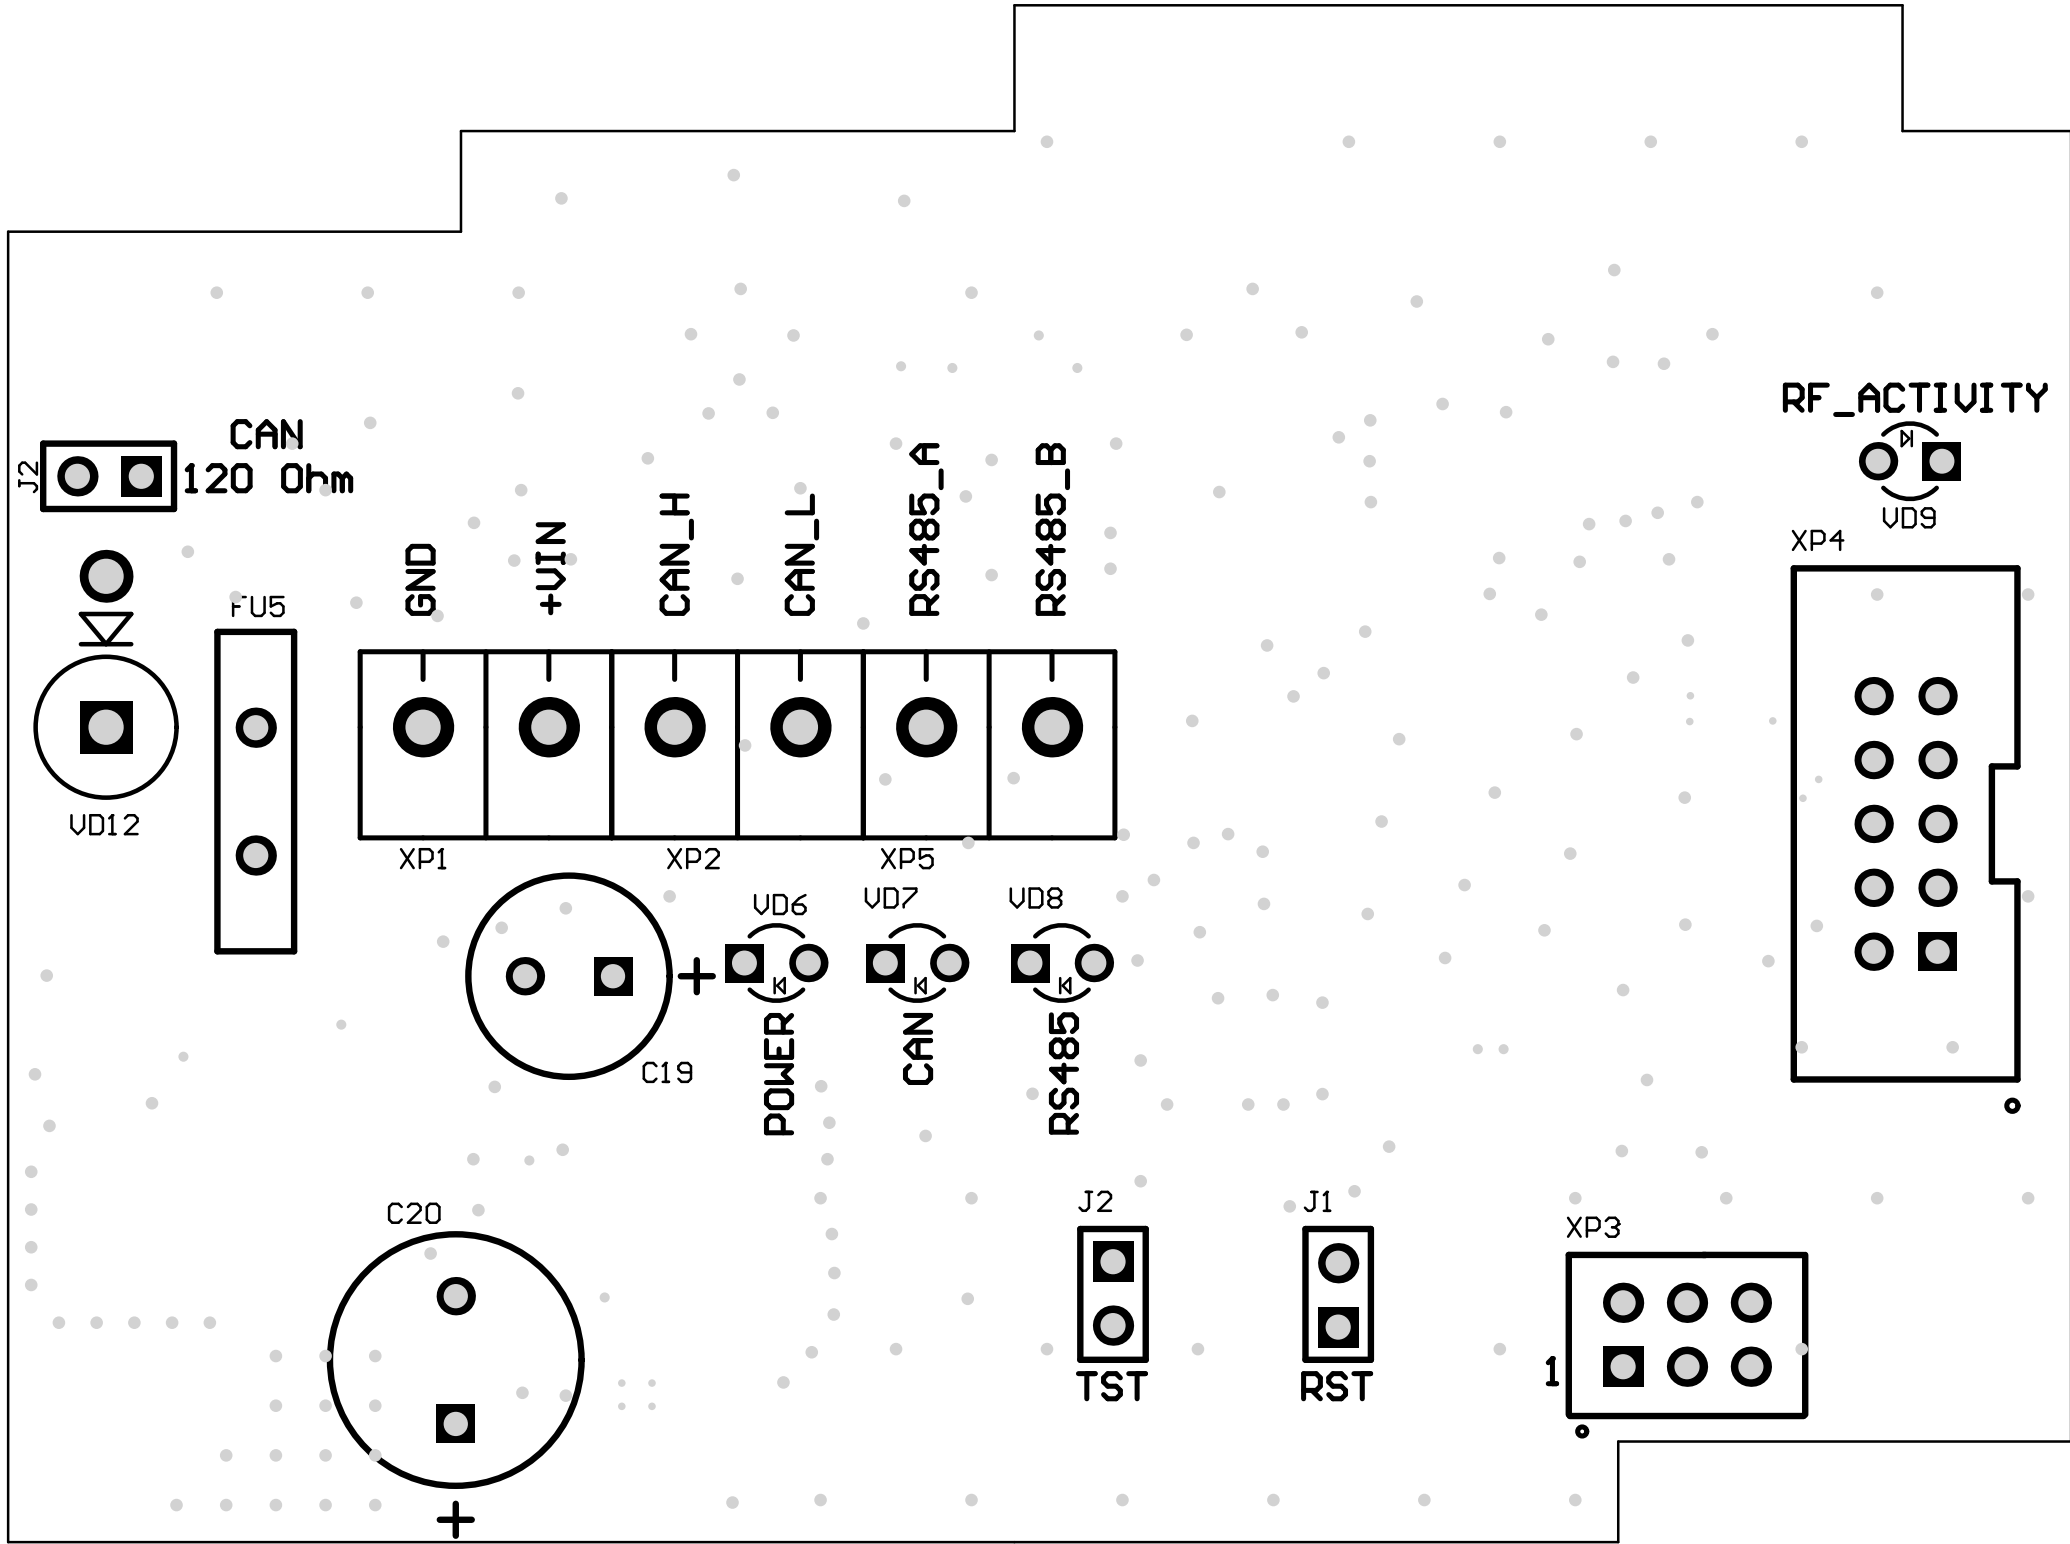 RF_ACTIVITY
CAN
120 Ohm
J2
VD9
XP4
GND
+VIN
CAN_H
CAN_L
RS485_A
RS485_B
FU5
VD12
XP1
XP2
XP5
VD6
VD7
VD8
+
POWER
CAN
RS485
C19
C20
J2
J1
XP3
TST
RST
1
+